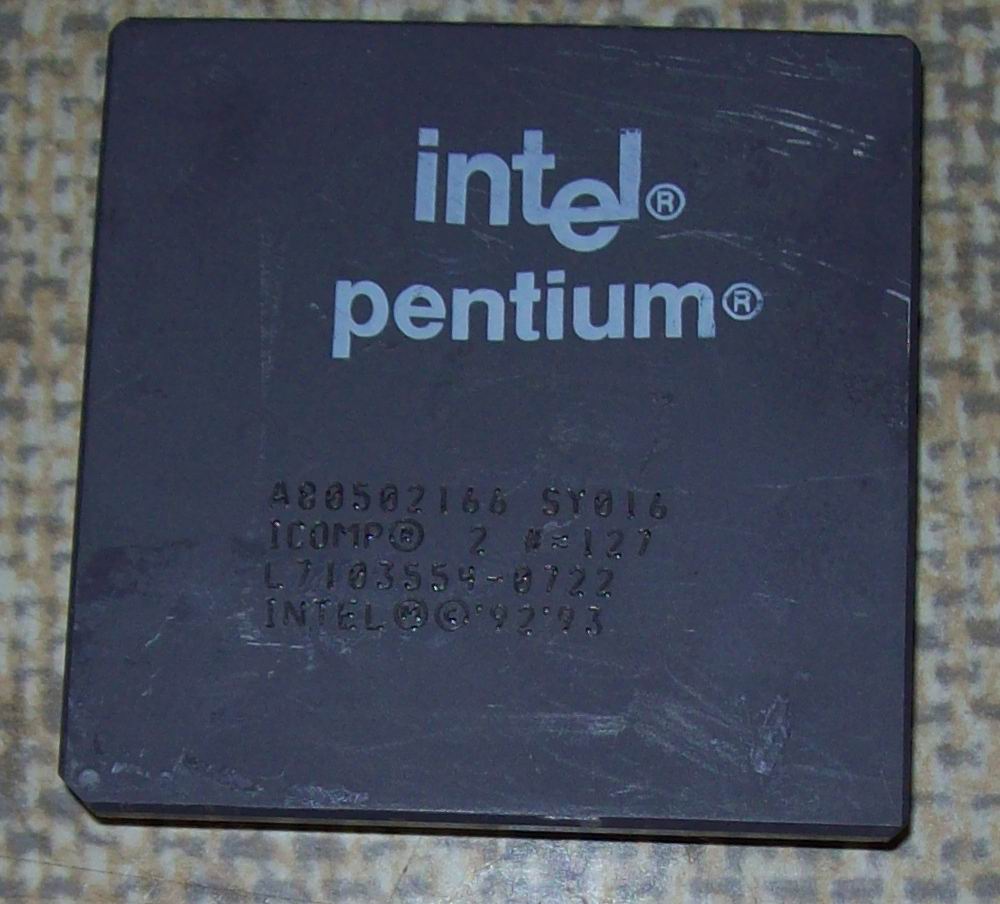 intel®
pentium®
A80502166 SY016
ICOMP® 2 #=127
L7103554-0722
INTEL Ⓜ©'92'93